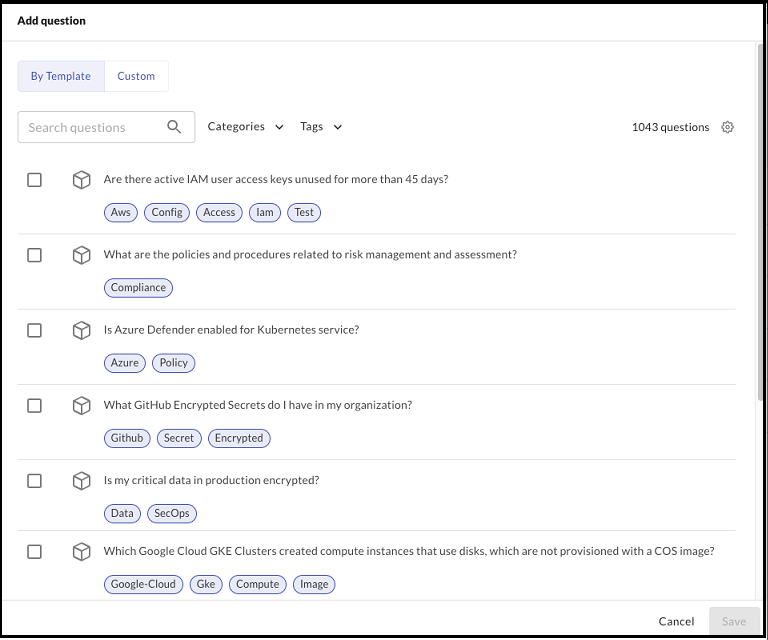 Add question
By Template Custom
Search questions Categories Tags 1043 questions
Are there active IAM user access keys unused for more than 45 days?
Aws Config Access Iam Test
What are the policies and procedures related to risk management and assessment?
Compliance
Is Azure Defender enabled for Kubernetes service?
Azure Policy
What GitHub Encrypted Secrets do I have in my organization?
Github Secret Encrypted
Is my critical data in production encrypted?
Data SecOps
Which Google Cloud GKE Clusters created compute instances that use disks, which are not provisioned with a COS image?
Google-Cloud Gke Compute Image
Cancel Save